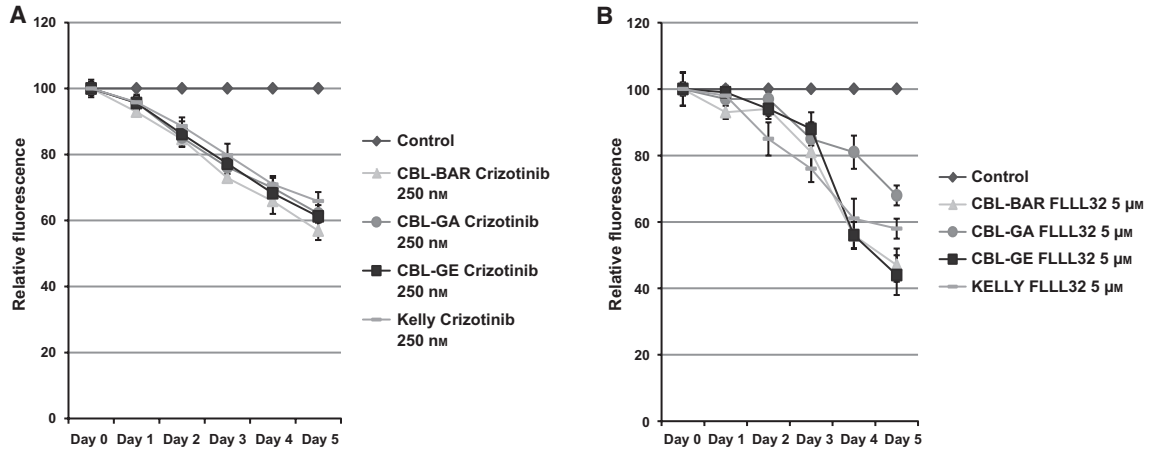 A
120
100
80
60
40
20
0
Relative fluorescence
Day 0 Day 1 Day 2 Day 3 Day 4 Day 5
Control
CBL-BAR Crizotinib
250 nM
CBL-GA Crizotinib
250 nM
CBL-GE Crizotinib
250 nM
Kelly Crizotinib
250 nM
B
120
100
80
60
40
20
0
Relative fluorescence
Day 0 Day 1 Day 2 Day 3 Day 4 Day 5
Control
CBL-BAR FLLL32 5 µM
CBL-GA FLLL32 5 µM
CBL-GE FLLL32 5 µM
KELLY FLLL32 5 µM